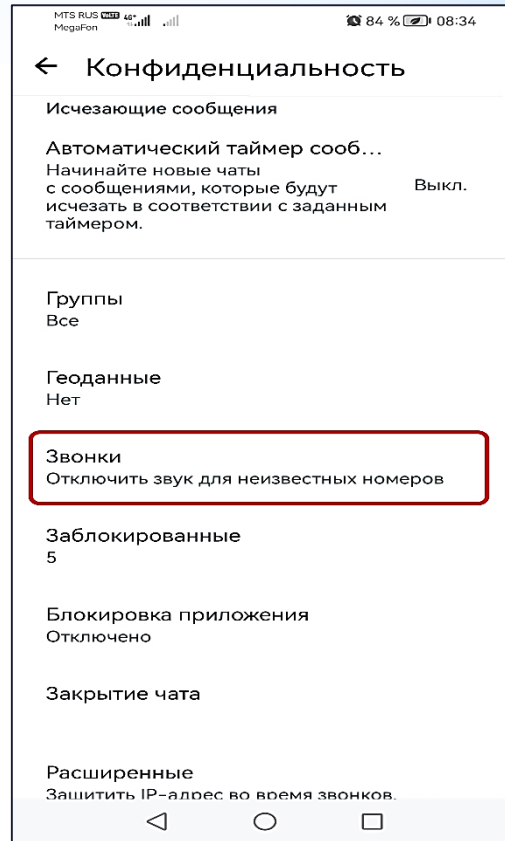 MTS RUS VoLTE 4G+
MegaFon
84 % 08:34
← Конфиденциальность
Исчезающие сообщения
Автоматический таймер сооб...
Начинайте новые чаты
с сообщениями, которые будут Выкл.
исчезать в соответствии с заданным
таймером.
Группы
Все
Геоданные
Нет
Звонки
Отключить звук для неизвестных номеров
Заблокированные
5
Блокировка приложения
Отключено
Закрытие чата
Расширенные
Защитить IP-адрес во время звонков,